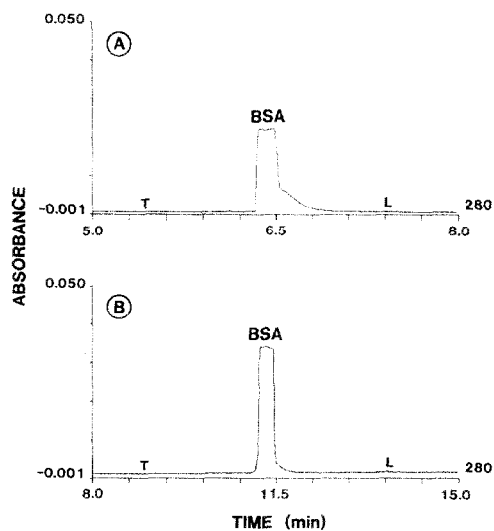 0.050
A
BSA
T
L
-0.001
280
5.0 6.5 8.0
ABSORBANCE
0.050
B
BSA
T
L
-0.001
280
8.0 11.5 15.0
TIME (min)